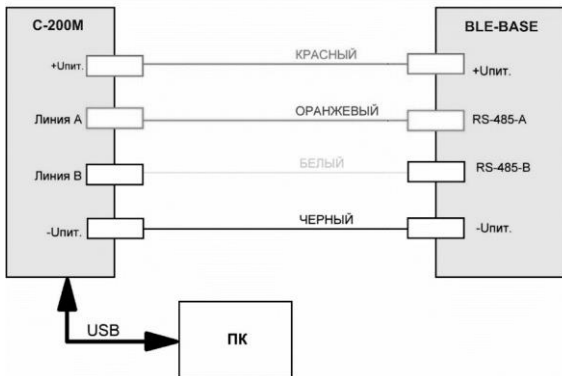 С-200М
BLE-BASE
КРАСНЫЙ
+Uпит.
+Uпит.
ОРАНЖЕВЫЙ
Линия А
RS-485-A
БЕЛЫЙ
Линия В
RS-485-B
ЧЕРНЫЙ
-Uпит.
-Uпит.
USB
ПК